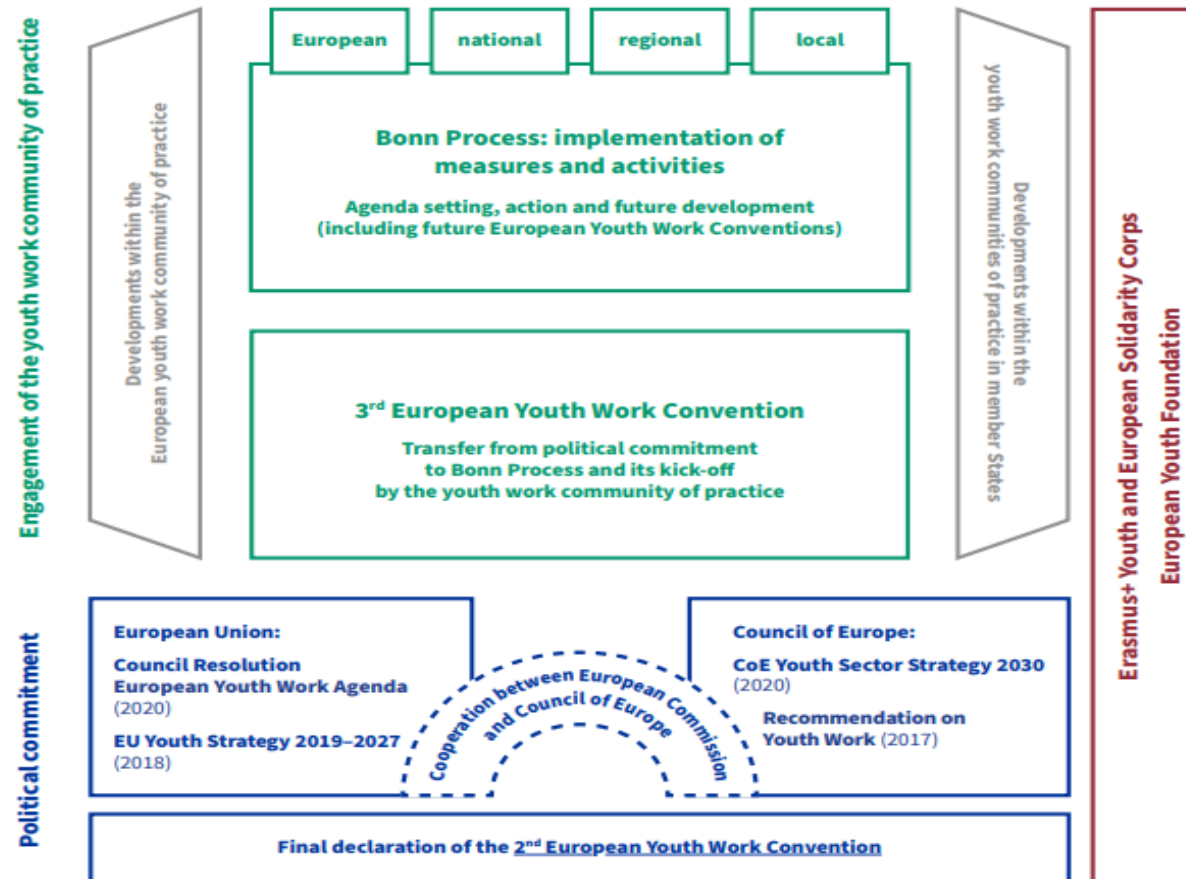 Engagement of the youth work community of practice
Developments within the
European youth work community of practice
European
national
regional
local
Bonn Process: implementation of
measures and activities
Agenda setting, action and future development
(including future European Youth Work Conventions)
3rd European Youth Work Convention
Transfer from political commitment
to Bonn Process and its kick-off
by the youth work community of practice
Developments within the
youth work communities of practice in member States
Erasmus+ Youth and European Solidarity Corps
European Youth Foundation
Political commitment
European Union:
Council Resolution
European Youth Work Agenda
(2020)
EU Youth Strategy 2019–2027
(2018)
Cooperation between European Commission
and Council of Europe
Council of Europe:
CoE Youth Sector Strategy 2030
(2020)
Recommendation on
Youth Work (2017)
Final declaration of the 2nd European Youth Work Convention